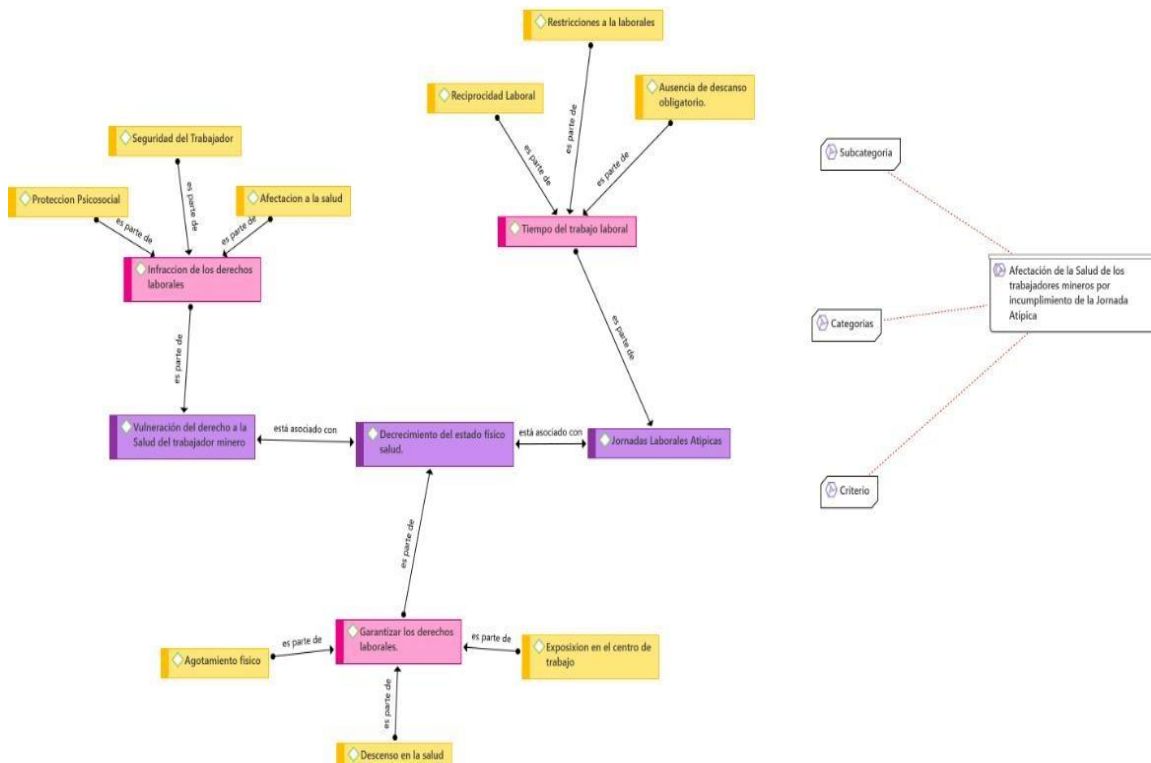 Restricciones a la laborales
Reciprocidad Laboral
Ausencia de descanso
obligatorio.
es parte de
es parte de
es parte de
Tiempo del trabajo laboral
Seguridad del Trabajador
Proteccion Psicosocial
Afectacion a la salud
es parte de
es parte de
es parte de
Infraccion de los derechos
laborales
es parte de
es parte de
Vulneración del derecho a la
Salud del trabajador minero
está asociado con
Decrecimiento del estado físico
salud.
está asociado con
Jornadas Laborales Atipicas
es parte de
Garantizar los derechos
laborales.
es parte de
Agotamiento fisico
es parte de
Exposixion en el centro de
trabajo
es parte de
Descenso en la salud
Subcategoria
Afectación de la Salud de los
trabajadores mineros por
incumplimiento de la Jornada
Atípica
Categorias
Criterio